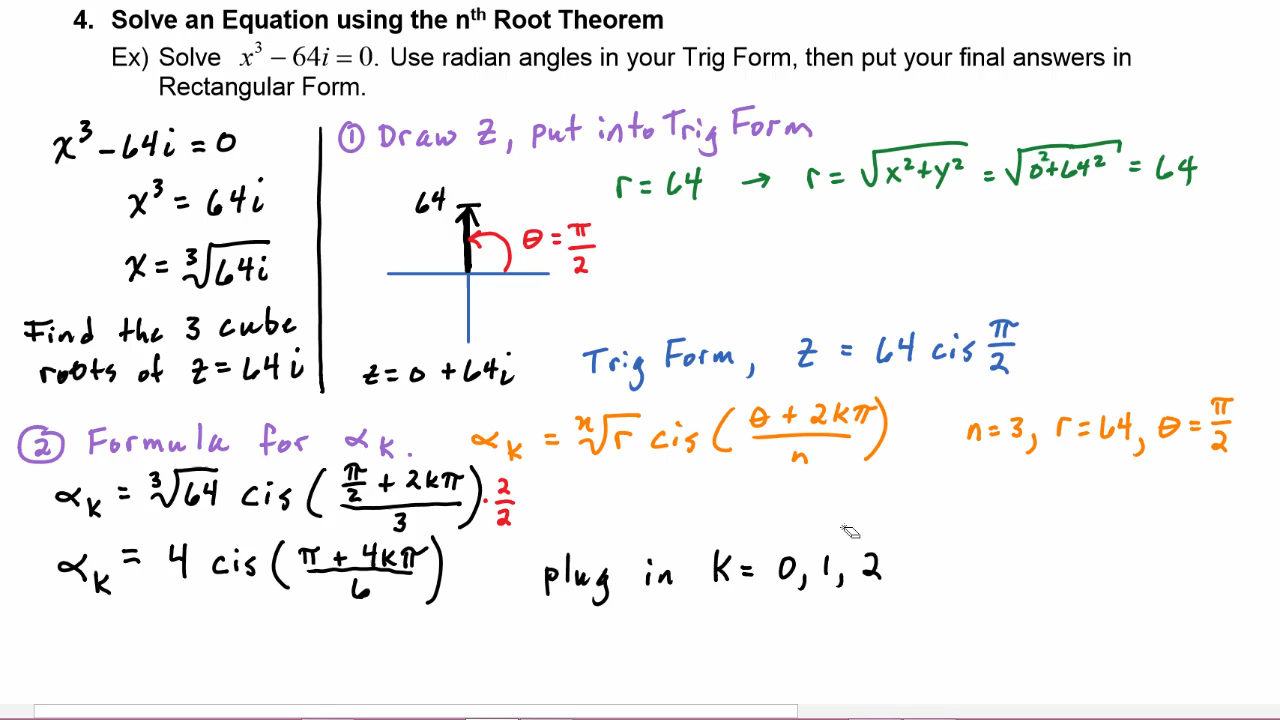 4. Solve an Equation using the nth Root Theorem
Ex) Solve x³ − 64i = 0. Use radian angles in your Trig Form, then put your final answers in
Rectangular Form.
x³ - 64i = 0
x³ = 64i
x = ³√64i
Find the 3 cube
roots of z = 64i
① Draw z, put into Trig Form
r = 64 → r = √(x²+y²) = √(0²+64²) = 64
64
θ = π/2
z = 0 + 64i
Trig Form, z = 64 cis π/2
② Formula for αₖ.
αₖ = ⁿ√r cis ((θ + 2kπ)/n)
n = 3, r = 64, θ = π/2
αₖ = ³√64 cis ((π/2 + 2kπ)/3) · 2/2
αₖ = 4 cis ((π + 4kπ)/6)
plug in k = 0, 1, 2